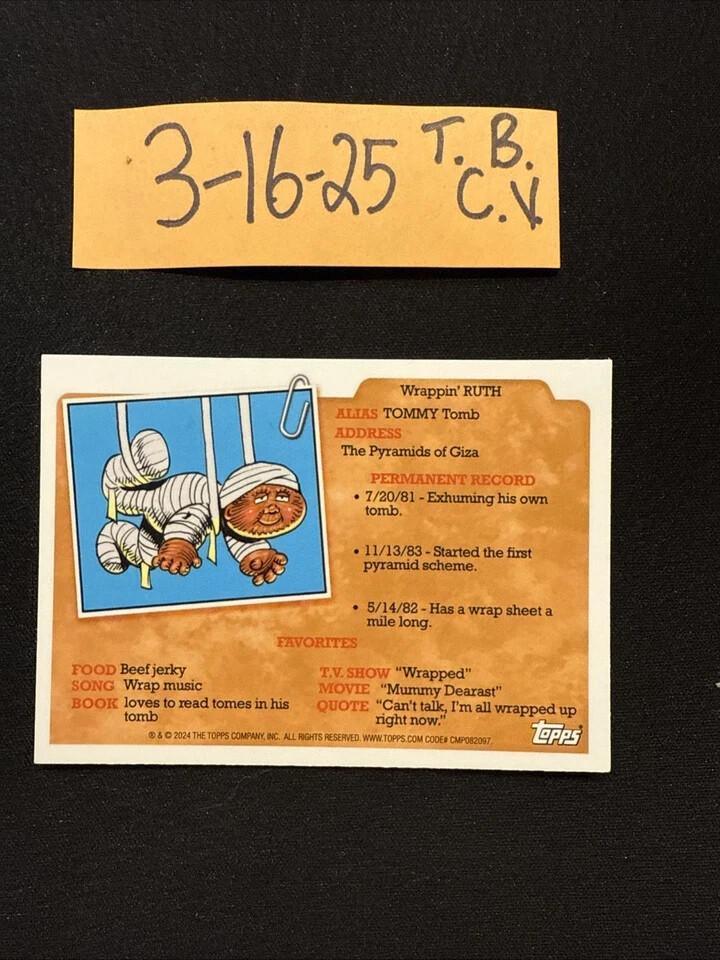 3-16-25 T. B.
C.V
Wrappin' RUTH
ALIAS TOMMY Tomb
ADDRESS
The Pyramids of Giza
PERMANENT RECORD
• 7/20/81 - Exhuming his own
tomb.
• 11/13/83 - Started the first
pyramid scheme.
• 5/14/82 - Has a wrap sheet a
mile long.
FAVORITES
FOOD Beef jerky
SONG Wrap music
BOOK loves to read tomes in his
tomb
T.V. SHOW "Wrapped"
MOVIE "Mummy Dearast"
QUOTE "Can't talk, I'm all wrapped up
right now."
® & © 2024 THE TOPPS COMPANY, INC. ALL RIGHTS RESERVED. WWW.TOPPS.COM CODE# CMP082097.
topps